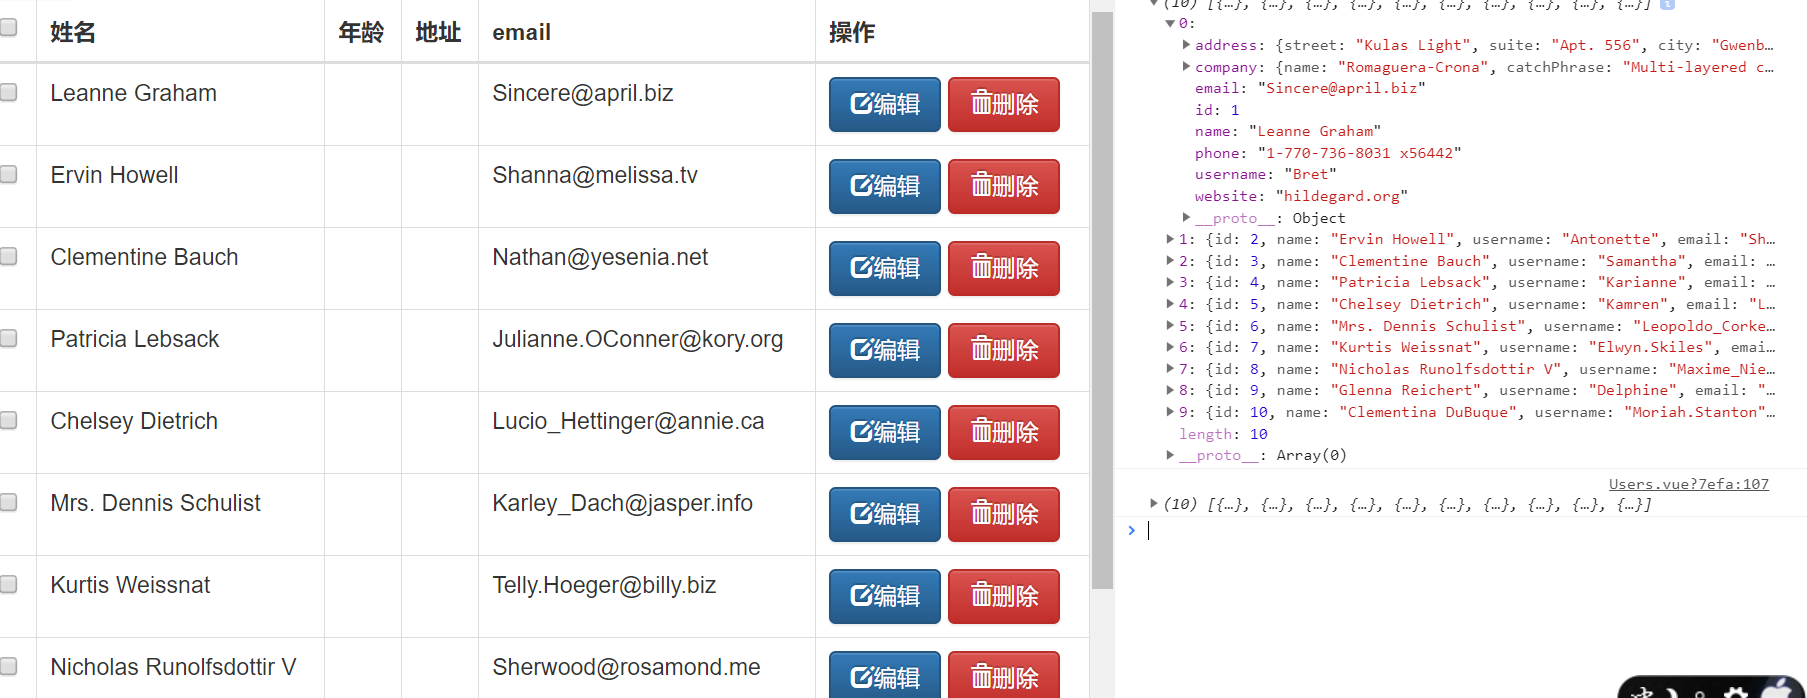 姓名 年龄 地址 email 操作
Leanne Graham Sincere@april.biz 编辑 删除
Ervin Howell Shanna@melissa.tv 编辑 删除
Clementine Bauch Nathan@yesenia.net 编辑 删除
Patricia Lebsack Julianne.OConner@kory.org 编辑 删除
Chelsey Dietrich Lucio_Hettinger@annie.ca 编辑 删除
Mrs. Dennis Schulist Karley_Dach@jasper.info 编辑 删除
Kurtis Weissnat Telly.Hoeger@billy.biz 编辑 删除
Nicholas Runolfsdottir V Sherwood@rosamond.me 编辑 删除
(10) [{…}, {…}, {…}, {…}, {…}, {…}, {…}, {…}, {…}, {…}] i
0:
address: {street: "Kulas Light", suite: "Apt. 556", city: "Gwenb…
company: {name: "Romaguera-Crona", catchPhrase: "Multi-layered c…
email: "Sincere@april.biz"
id: 1
name: "Leanne Graham"
phone: "1-770-736-8031 x56442"
username: "Bret"
website: "hildegard.org"
__proto__: Object
1: {id: 2, name: "Ervin Howell", username: "Antonette", email: "Sh…
2: {id: 3, name: "Clementine Bauch", username: "Samantha", email: …
3: {id: 4, name: "Patricia Lebsack", username: "Karianne", email: …
4: {id: 5, name: "Chelsey Dietrich", username: "Kamren", email: "L…
5: {id: 6, name: "Mrs. Dennis Schulist", username: "Leopoldo_Corke…
6: {id: 7, name: "Kurtis Weissnat", username: "Elwyn.Skiles", emai…
7: {id: 8, name: "Nicholas Runolfsdottir V", username: "Maxime_Nie…
8: {id: 9, name: "Glenna Reichert", username: "Delphine", email: "…
9: {id: 10, name: "Clementina DuBuque", username: "Moriah.Stanton"…
length: 10
__proto__: Array(0)
Users.vue?7efa:107
(10) [{…}, {…}, {…}, {…}, {…}, {…}, {…}, {…}, {…}, {…}]